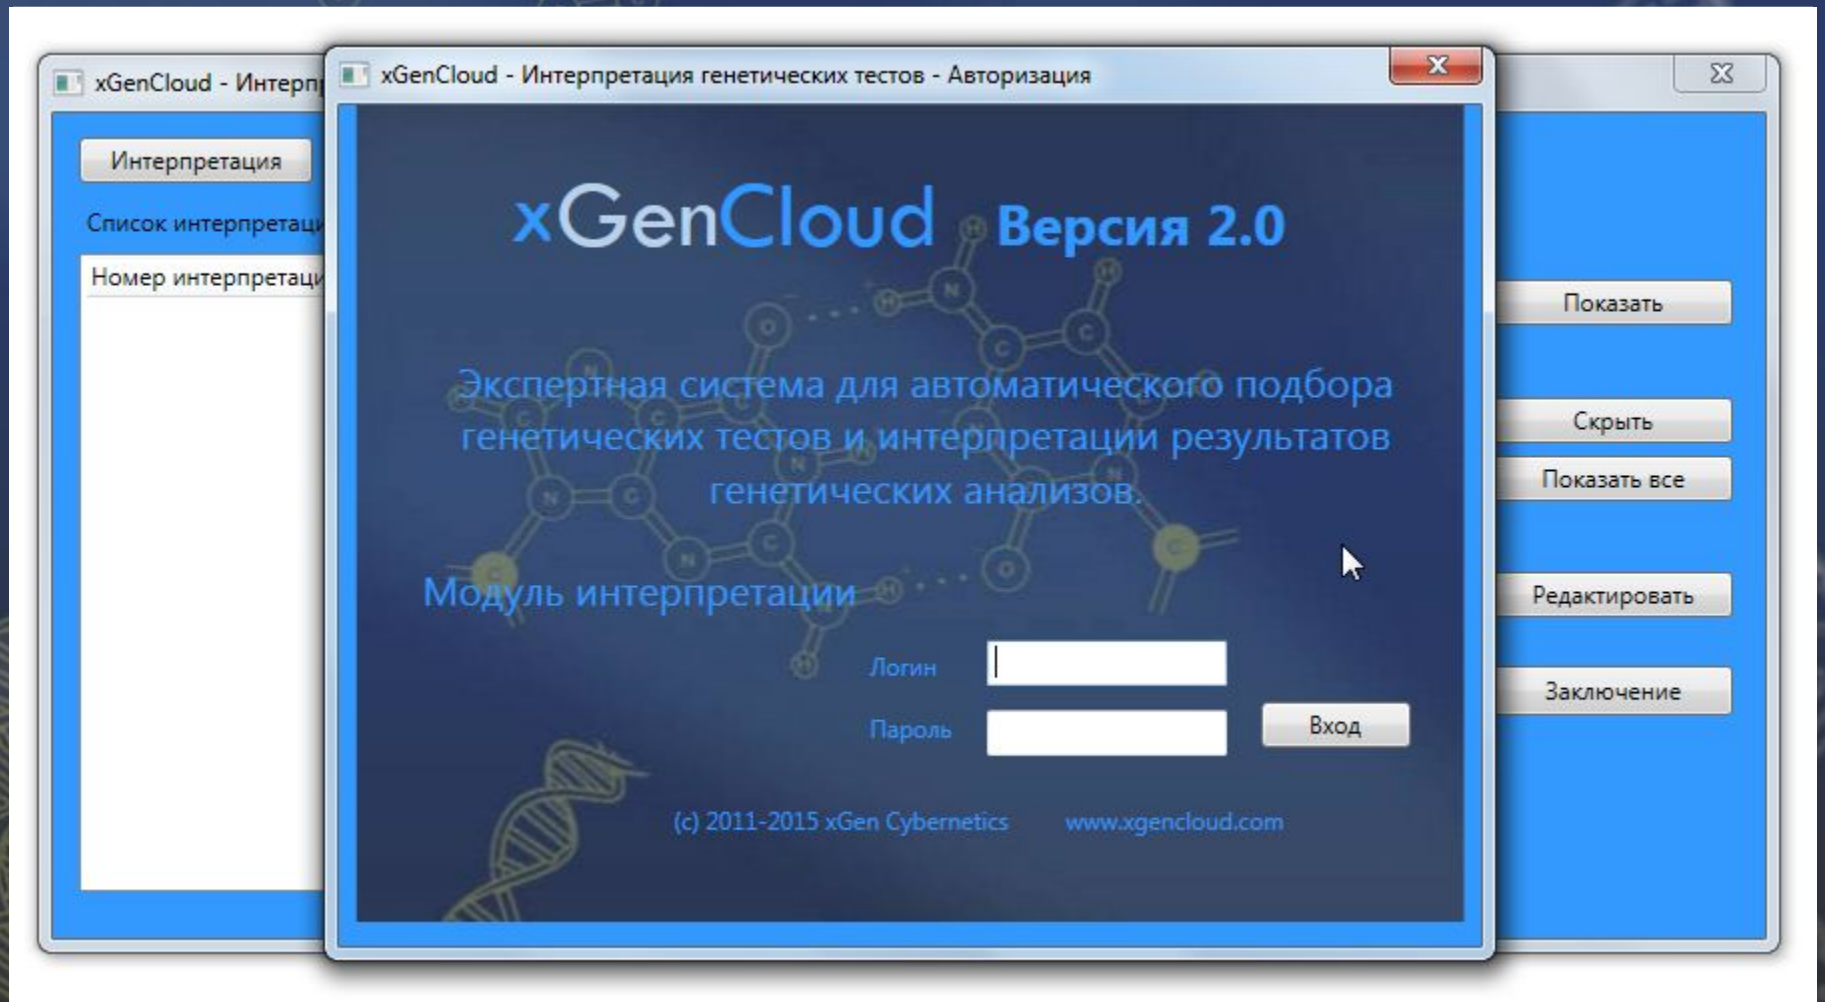 xGenCloud - Интерп
xGenCloud - Интерпретация генетических тестов - Авторизация
Интерпретация
Список интерпретаци
Номер интерпретаци
xGenCloud Версия 2.0
Экспертная система для автоматического подбора
генетических тестов и интерпретации результатов
генетических анализов.
Модуль интерпретации
Логин
Пароль
Вход
(c) 2011-2015 xGen Cybernetics www.xgencloud.com
Показать
Скрыть
Показать все
Редактировать
Заключение